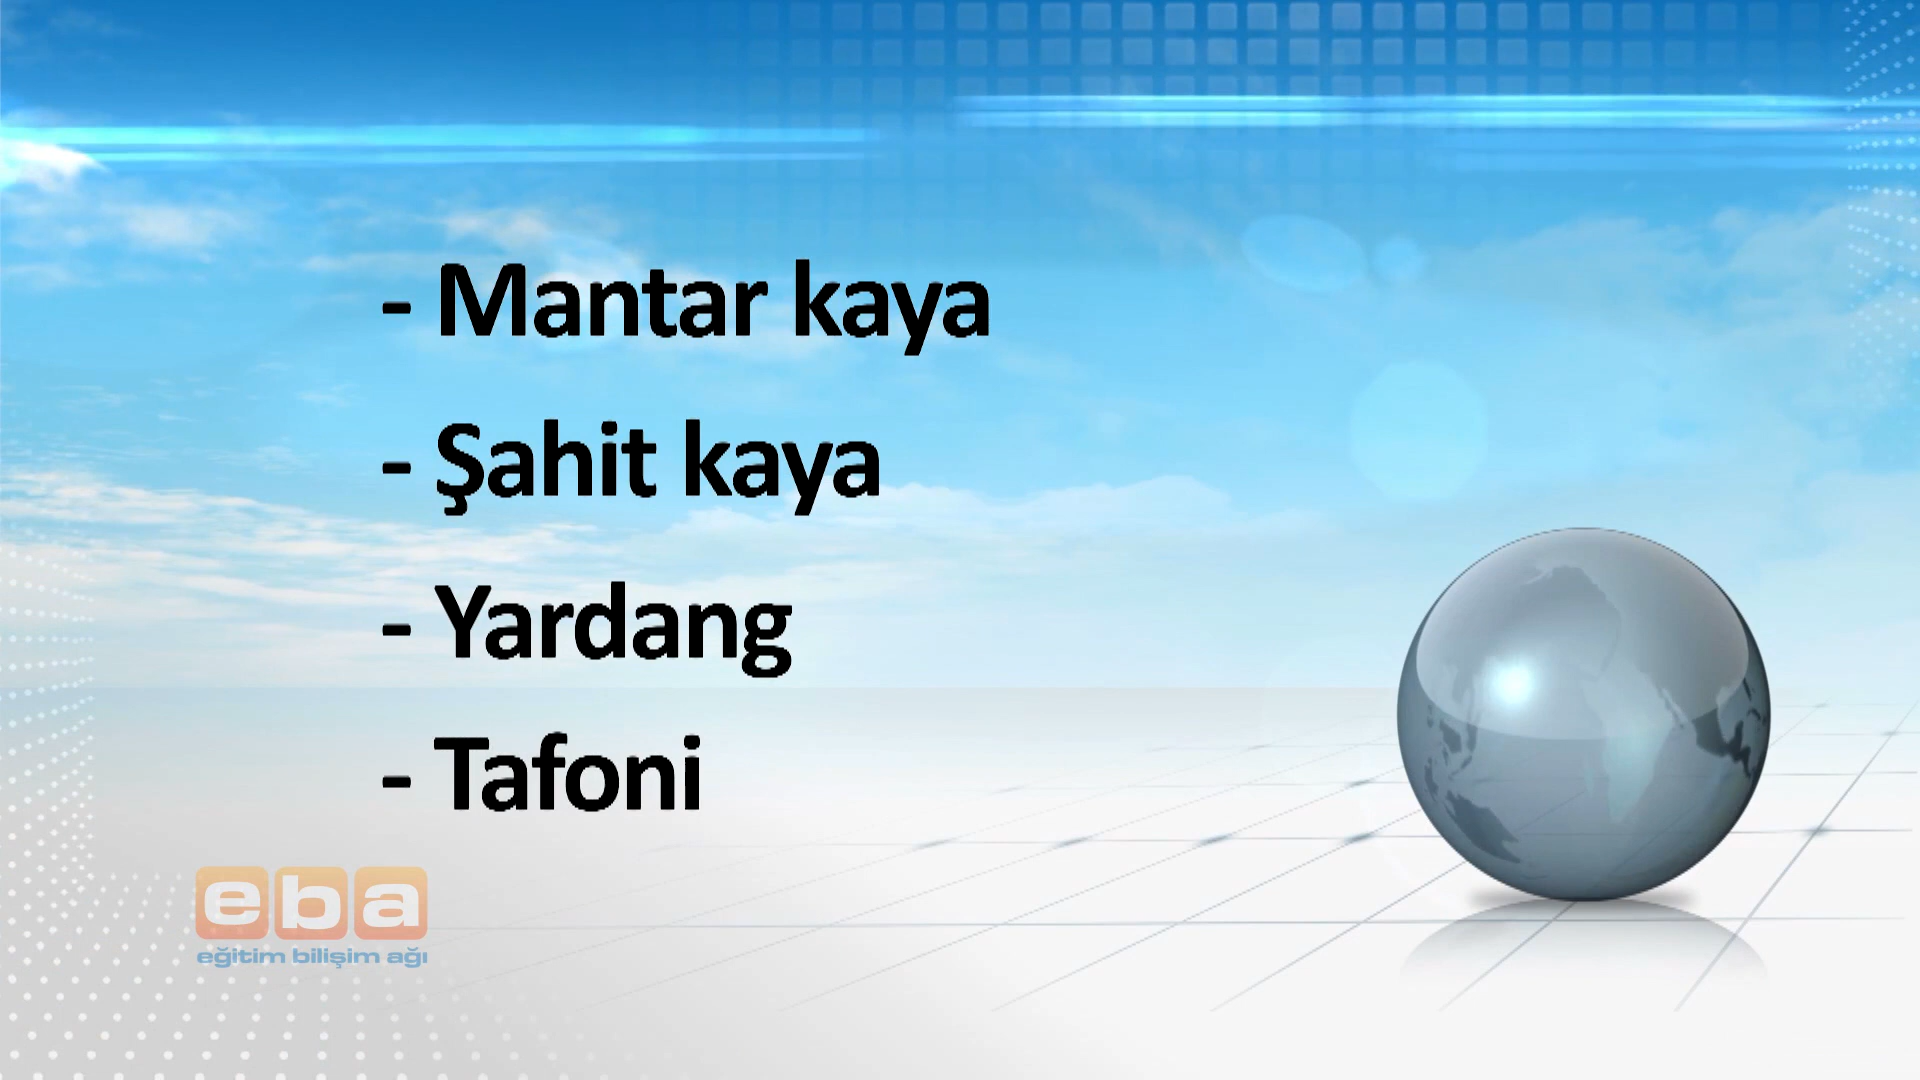 - Mantar kaya
- Şahit kaya
- Yardang
- Tafoni
eba
eğitim bilişim ağı